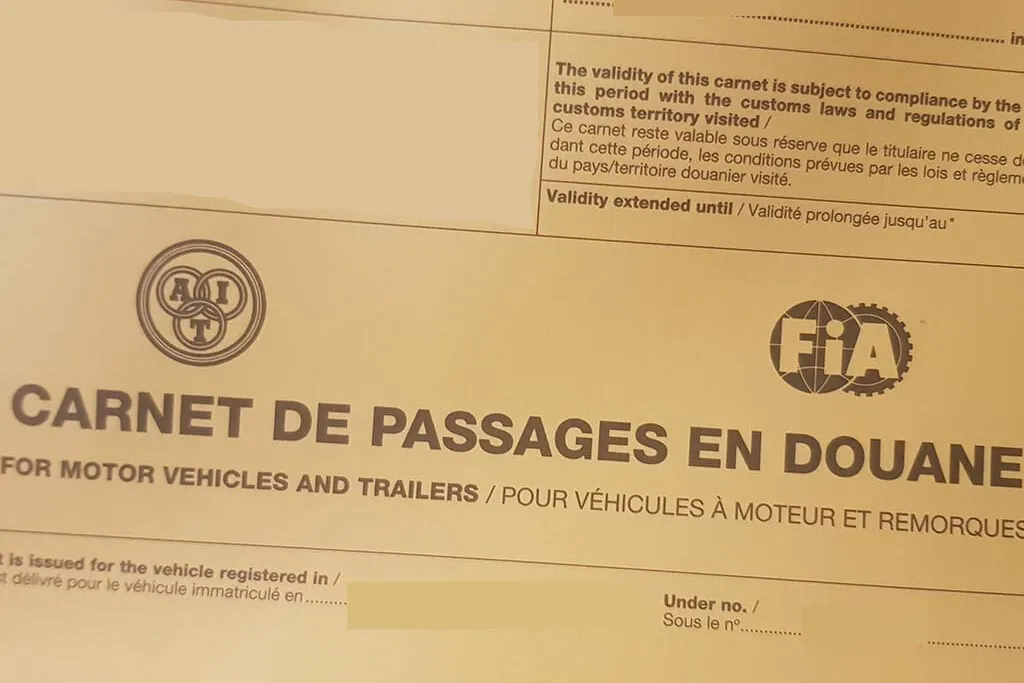 in
The validity of this carnet is subject to compliance by the
this period with the customs laws and regulations of
customs territory visited /
Ce carnet reste valable sous réserve que le titulaire ne cesse
dant cette période, les conditions prévues par les lois et
du pays/territoire douanier visité.
Validity extended until / Validité prolongée jusqu'au*
A I T
FiA
CARNET DE PASSAGES EN DOUANE
FOR MOTOR VEHICLES AND TRAILERS / POUR VÉHICULES À MOTEUR ET REMORQUES
is issued for the vehicle registered in /
délivré pour le véhicule immatriculé en..........
Under no. /
Sous le nº..............